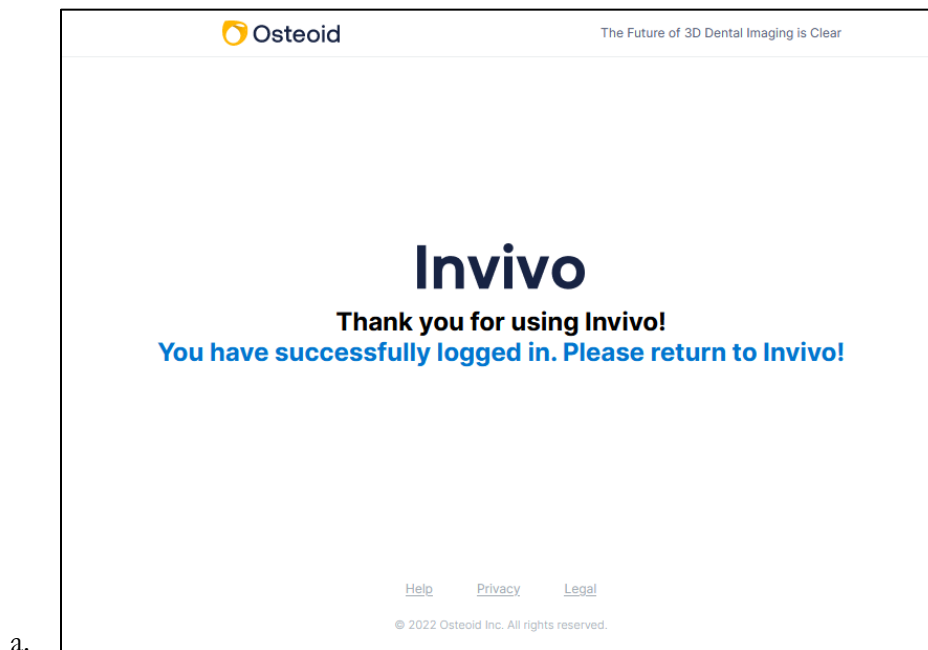 Osteoid
The Future of 3D Dental Imaging is Clear
Invivo
Thank you for using Invivo!
You have successfully logged in. Please return to Invivo!
Help Privacy Legal
© 2022 Osteoid Inc. All rights reserved.
a.